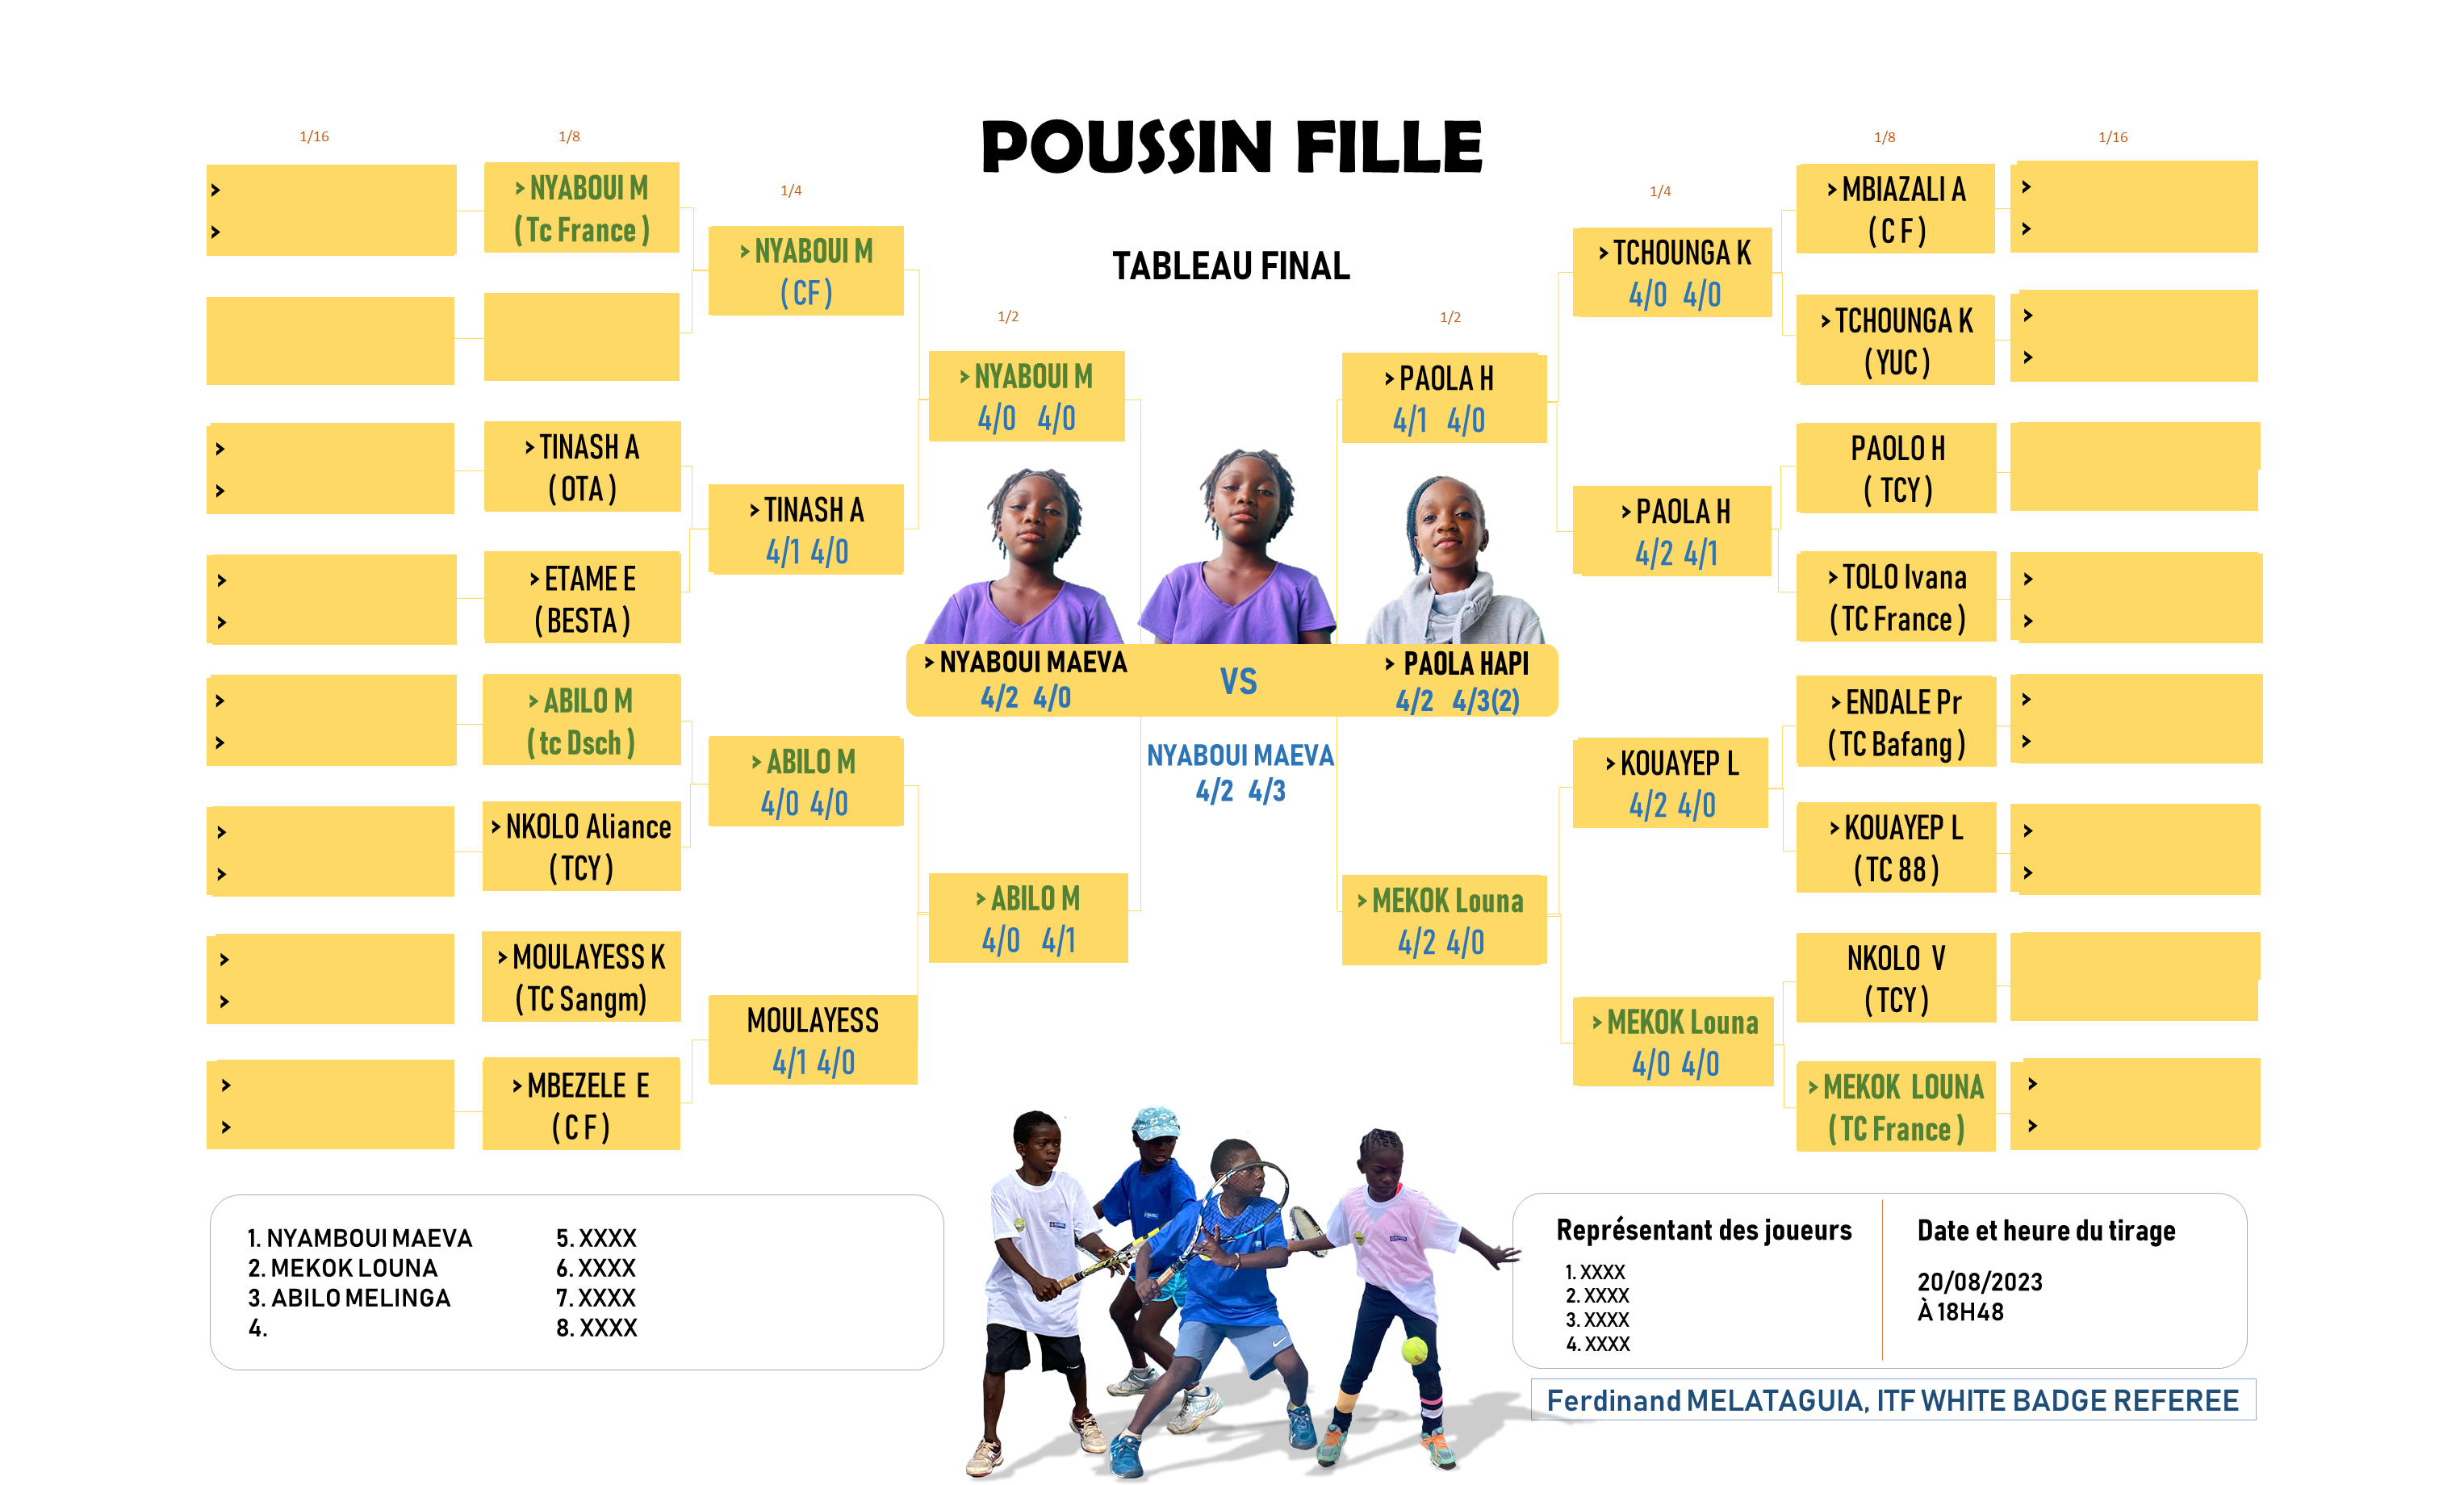 POUSSIN FILLE
TABLEAU FINAL
1/16
1/8
1/4
1/2
1/2
1/4
1/8
1/16
>
>
> NYABOUI M
( Tc France )
> NYABOUI M
( CF )
>
>
> TINASH A
( OTA )
>
>
> ETAME E
( BESTA )
> TINASH A
4/1 4/0
> NYABOUI M
4/0 4/0
>
>
> ABILO M
( tc Dsch )
>
>
> NKOLO Aliance
( TCY )
> ABILO M
4/0 4/0
>
>
> MOULAYESS K
( TC Sangm)
>
>
> MBEZELE E
( C F )
MOULAYESS
4/1 4/0
> ABILO M
4/0 4/1
> NYABOUI MAEVA
4/2 4/0
VS
> PAOLA HAPI
4/2 4/3(2)
NYABOUI MAEVA
4/2 4/3
> PAOLA H
4/1 4/0
> MEKOK Louna
4/2 4/0
> TCHOUNGA K
4/0 4/0
> PAOLA H
4/2 4/1
> KOUAYEP L
4/2 4/0
> MEKOK Louna
4/0 4/0
> MBIAZALI A
( C F )
>
>
> TCHOUNGA K
( YUC )
>
>
PAOLO H
( TCY )
> TOLO Ivana
( TC France )
>
>
> ENDALE Pr
( TC Bafang )
>
>
> KOUAYEP L
( TC 88 )
>
>
NKOLO V
( TCY )
> MEKOK LOUNA
( TC France )
>
>
1. NYAMBOUI MAEVA
2. MEKOK LOUNA
3. ABILO MELINGA
4.
5. XXXX
6. XXXX
7. XXXX
8. XXXX
Représentant des joueurs
1. XXXX
2. XXXX
3. XXXX
4. XXXX
Date et heure du tirage
20/08/2023
À 18H48
Ferdinand MELATAGUIA, ITF WHITE BADGE REFEREE